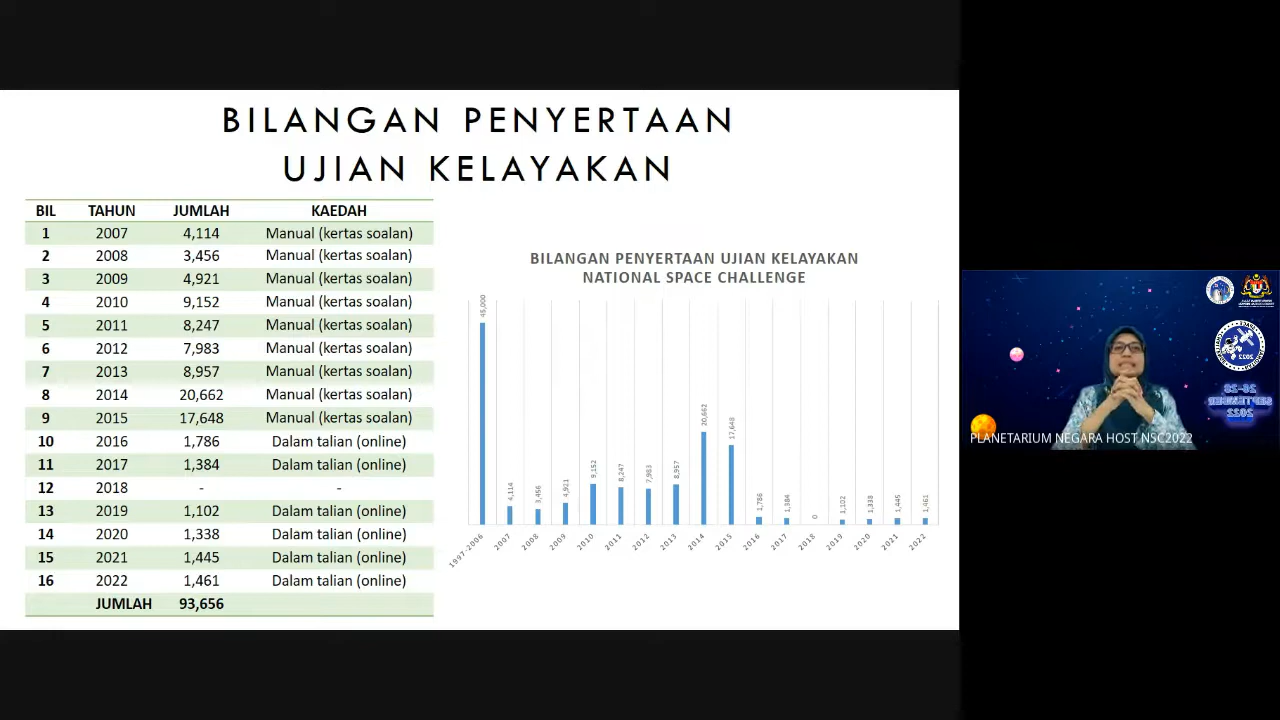 BILANGAN PENYERTAAN
UJIAN KELAYAKAN
BIL TAHUN JUMLAH KAEDAH
1 2007 4,114 Manual (kertas soalan)
2 2008 3,456 Manual (kertas soalan)
3 2009 4,921 Manual (kertas soalan)
4 2010 9,152 Manual (kertas soalan)
5 2011 8,247 Manual (kertas soalan)
6 2012 7,983 Manual (kertas soalan)
7 2013 8,957 Manual (kertas soalan)
8 2014 20,662 Manual (kertas soalan)
9 2015 17,648 Manual (kertas soalan)
10 2016 1,786 Dalam talian (online)
11 2017 1,384 Dalam talian (online)
12 2018 - -
13 2019 1,102 Dalam talian (online)
14 2020 1,338 Dalam talian (online)
15 2021 1,445 Dalam talian (online)
16 2022 1,461 Dalam talian (online)
JUMLAH 93,656
BILANGAN PENYERTAAN UJIAN KELAYAKAN
NATIONAL SPACE CHALLENGE
45,000 4,114 3,456 4,921 9,152 8,247 7,983 8,957 20,662 17,648 1,786 1,384 0 1,102 1,338 1,445 1,461
1997-2006 2007 2008 2009 2010 2011 2012 2013 2014 2015 2016 2017 2018 2019 2020 2021 2022
2022
26-28
SEPTEMBER
2022
PLANETARIUM NEGARA HOST NSC2022